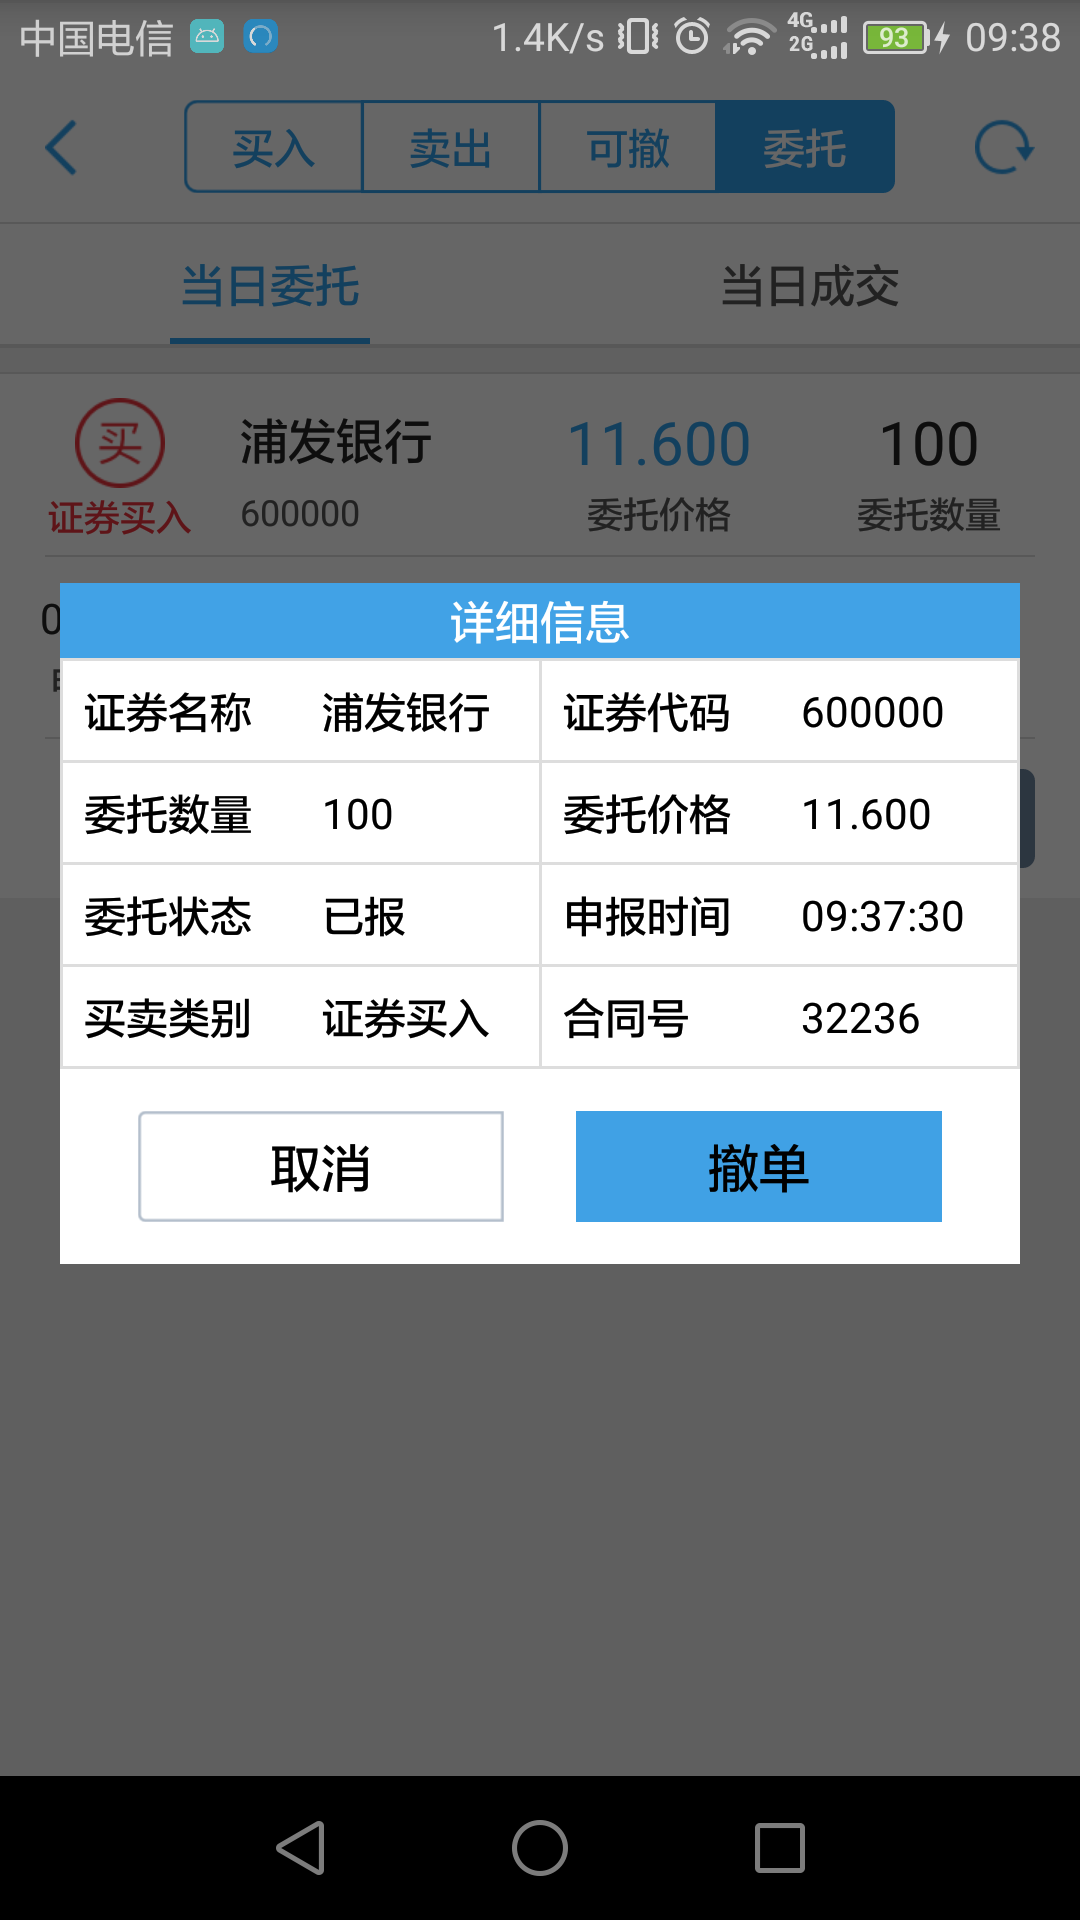 中国电信 1.4K/s 4G 2G 93 09:38
买入 卖出 可撤 委托
当日委托 当日成交
买 浦发银行 11.600 100
证券买入 600000 委托价格 委托数量
0
详细信息
证券名称 浦发银行 证券代码 600000
委托数量 100 委托价格 11.600
委托状态 已报 申报时间 09:37:30
买卖类别 证券买入 合同号 32236
取消 撤单